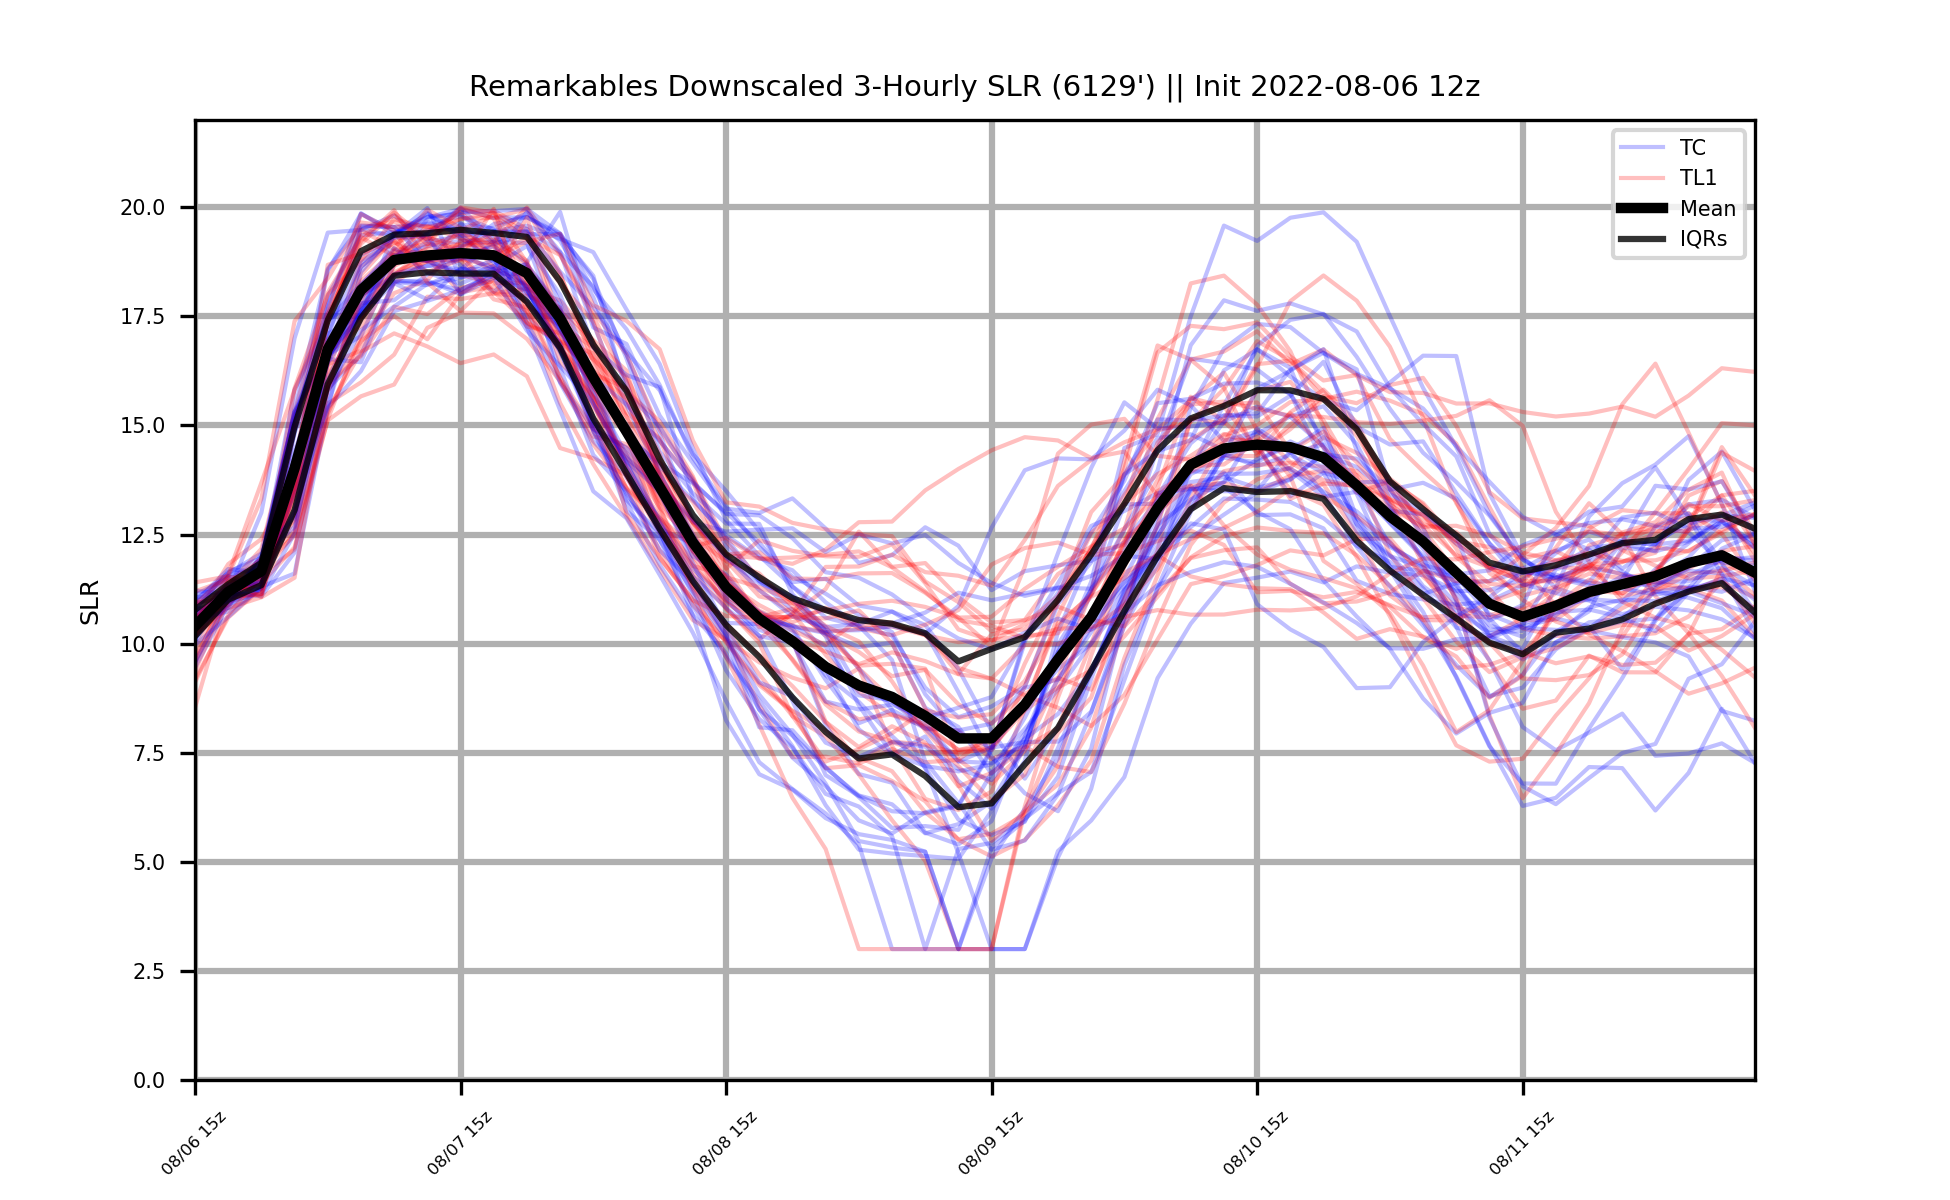 Remarkables Downscaled 3-Hourly SLR (6129') || Init 2022-08-06 12z
TC
TL1
Mean
IQRs
SLR
20.0
17.5
15.0
12.5
10.0
7.5
5.0
2.5
0.0
08/06 15z
08/07 15z
08/08 15z
08/09 15z
08/10 15z
08/11 15z